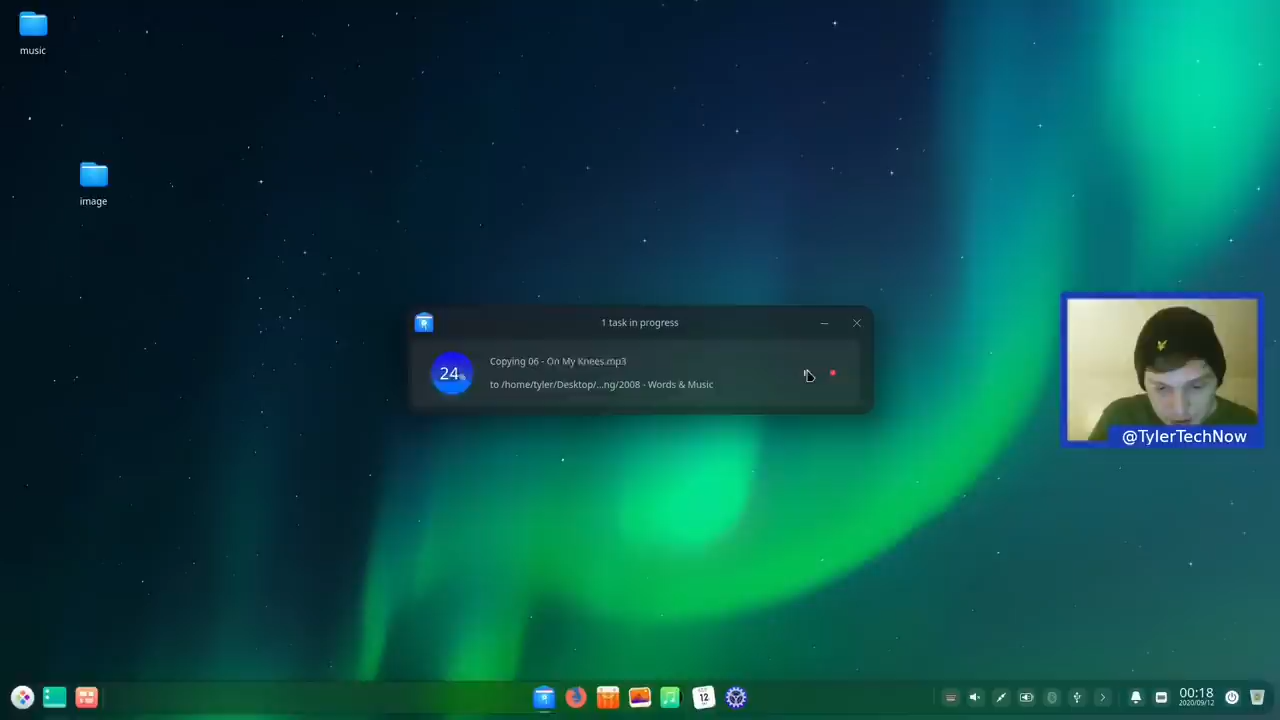 music
image
1 task in progress
24%
Copying 06 - On My Knees.mp3
to /home/tyler/Desktop/...ng/2008 - Words & Music
@TylerTechNow
12
00:18
2020/09/12